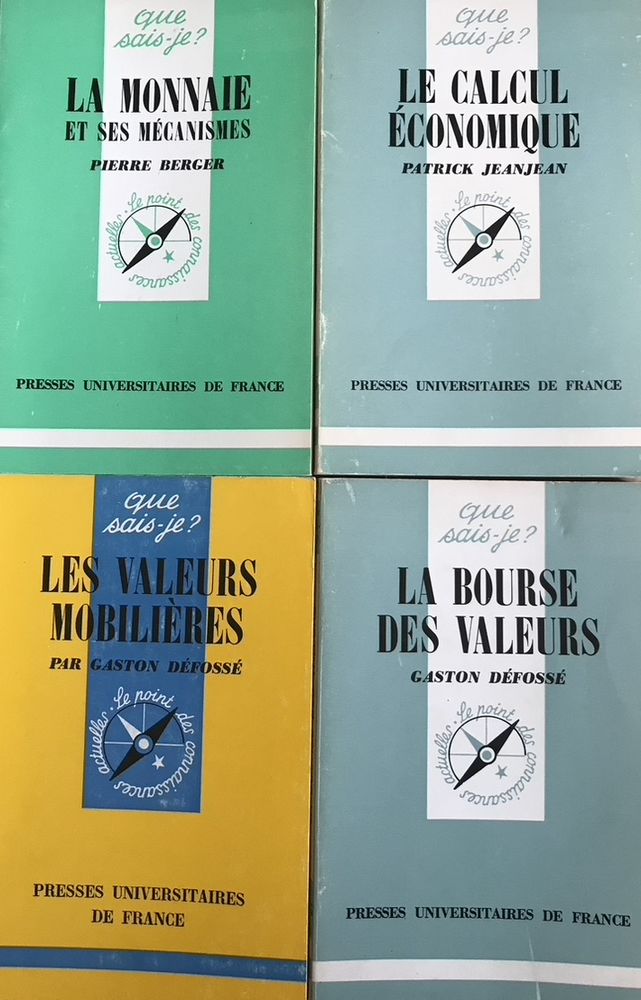 que
sais-je?
LA MONNAIE
ET SES MÉCANISMES
PIERRE BERGER
Le point des connaissances actuelles
PRESSES UNIVERSITAIRES DE FRANCE
que
sais-je?
LE CALCUL
ÉCONOMIQUE
PATRICK JEANJEAN
Le point des connaissances actuelles
PRESSES UNIVERSITAIRES DE FRANCE
que
sais-je?
LES VALEURS
MOBILIÈRES
PAR GASTON DÉFOSSÉ
Le point des connaissances actuelles
PRESSES UNIVERSITAIRES
DE FRANCE
que
sais-je?
LA BOURSE
DES VALEURS
GASTON DÉFOSSÉ
Le point des connaissances actuelles
PRESSES UNIVERSITAIRES DE FRANCE